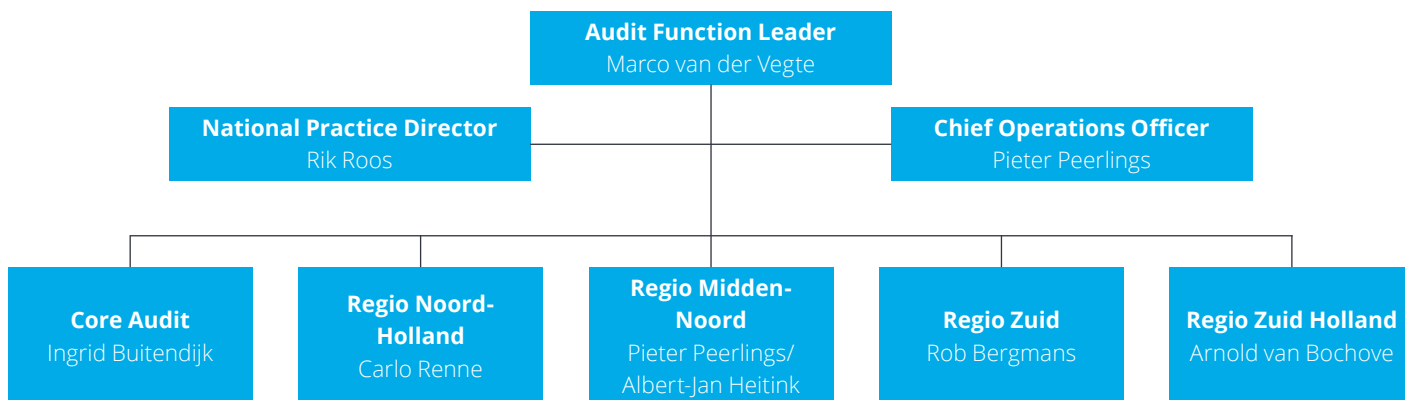 Audit Function Leader
Marco van der Vegte
National Practice Director
Rik Roos
Chief Operations Officer
Pieter Peerlings
Core Audit
Ingrid Buitendijk
Regio Noord-
Holland
Carlo Renne
Regio Midden-
Noord
Pieter Peerlings/
Albert-Jan Heitink
Regio Zuid
Rob Bergmans
Regio Zuid Holland
Arnold van Bochove